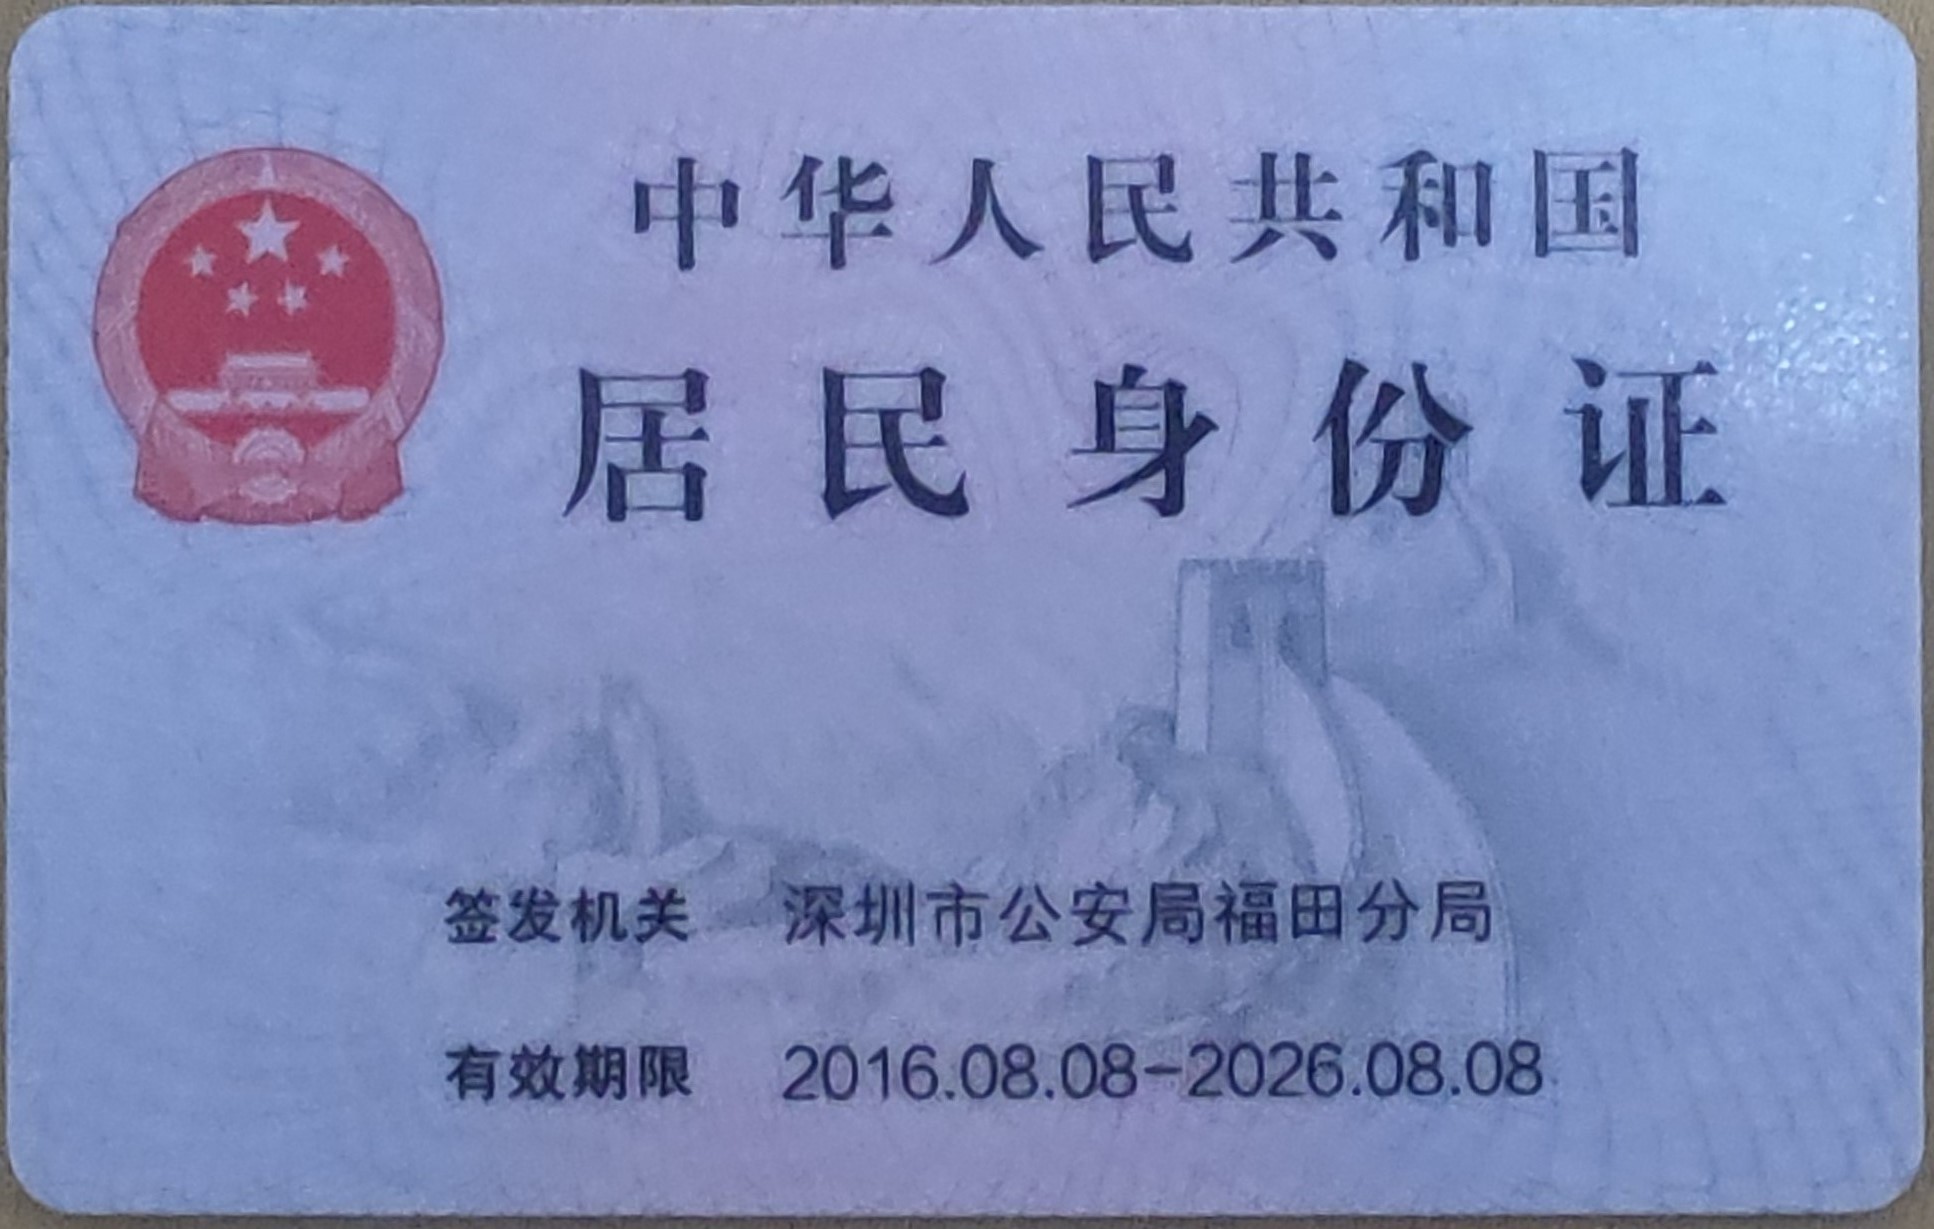 中华人民共和国
居民身份证
签发机关 深圳市公安局福田分局
有效期限 2016.08.08-2026.08.08